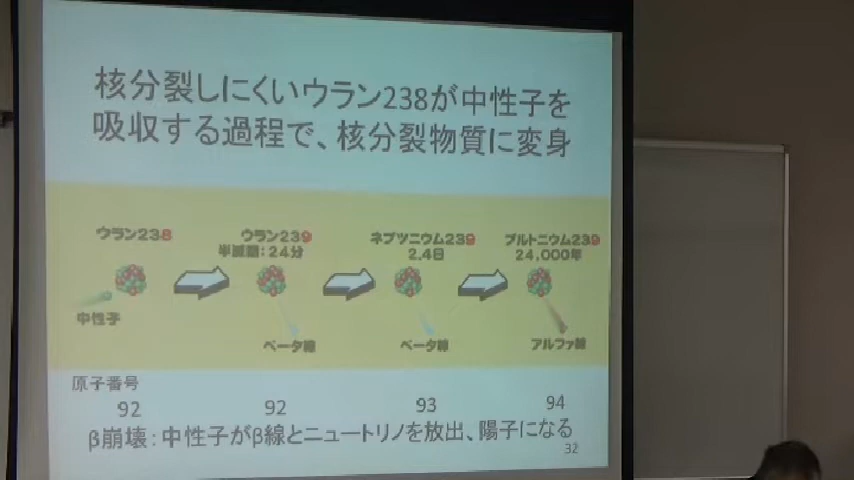 核分裂しにくいウラン238が中性子を
吸収する過程で、核分裂物質に変身
ウラン238
ウラン239
半減期：24分
ネプツニウム239
2.4日
プルトニウム239
24,000年
中性子
ベータ線
ベータ線
アルファ線
原子番号
92
92
93
94
β崩壊：中性子がβ線とニュートリノを放出、陽子になる
32